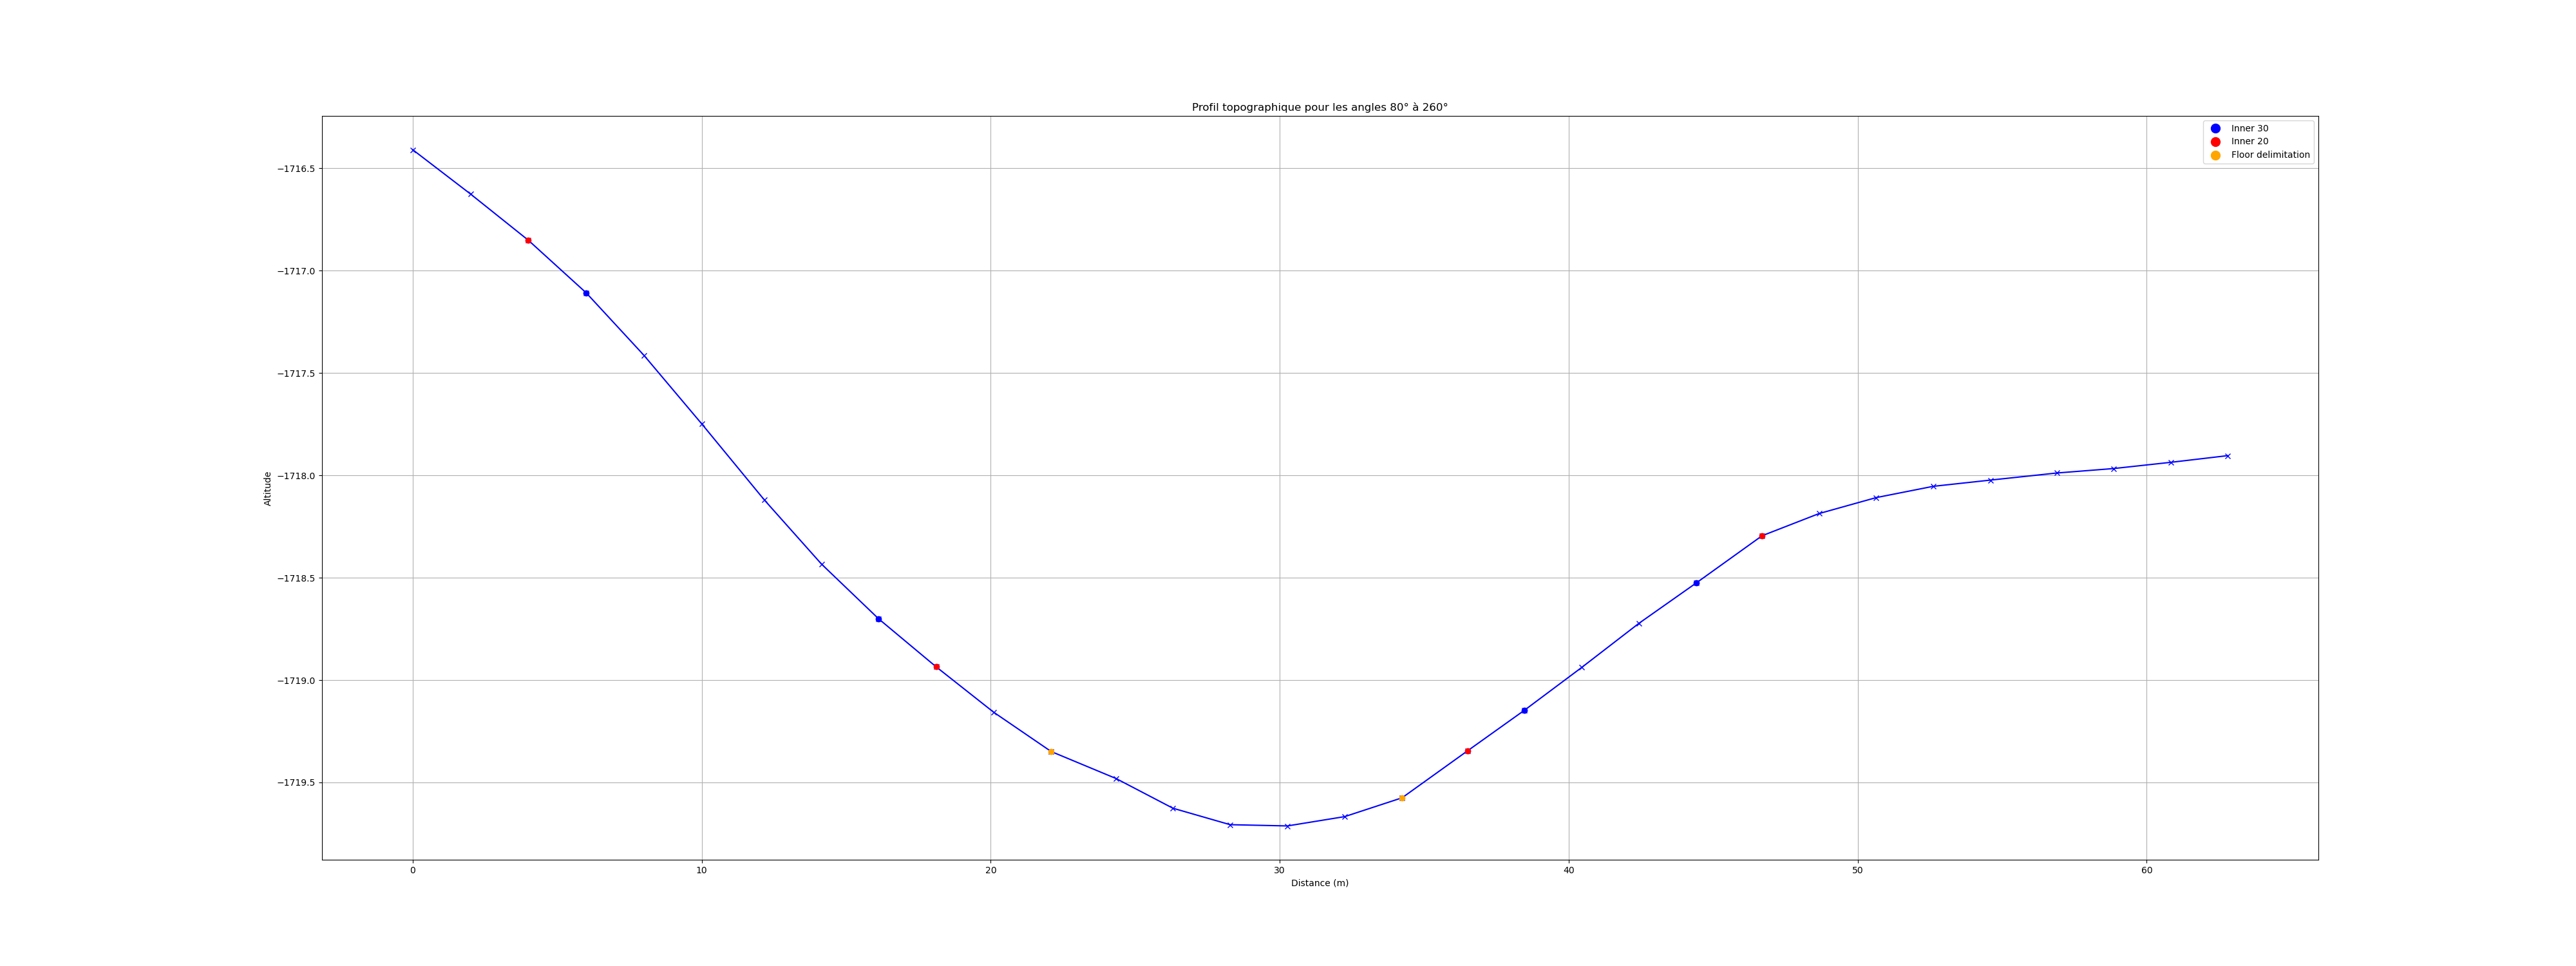 Profil topographique pour les angles 80° à 260°
Inner 30
Inner 20
Floor delimitation
Altitude
−1716.5
−1717.0
−1717.5
−1718.0
−1718.5
−1719.0
−1719.5
0 10 20 30 40 50 60
Distance (m)